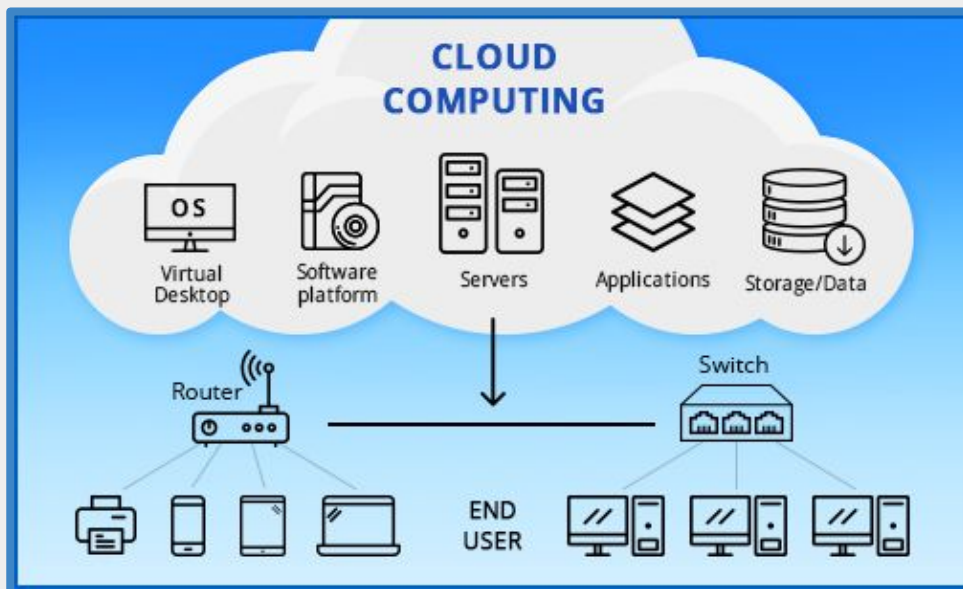 CLOUD
COMPUTING
OS
Virtual
Desktop
Software
platform
Servers
Applications
Storage/Data
Router
Switch
END
USER